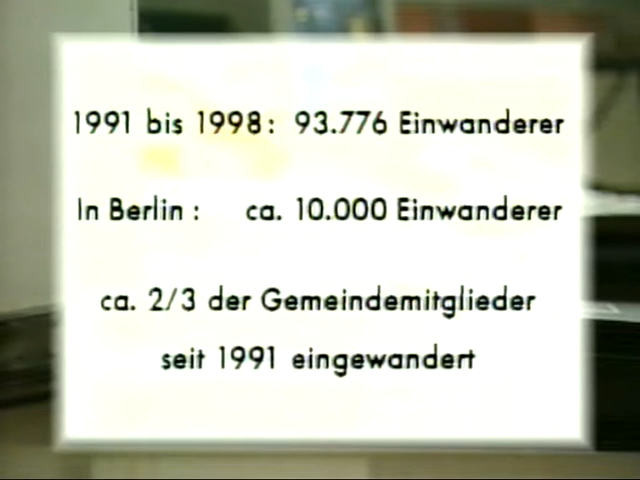 1991 bis 1998: 93.776 Einwanderer
In Berlin : ca. 10.000 Einwanderer
ca. 2/3 der Gemeindemitglieder
seit 1991 eingewandert